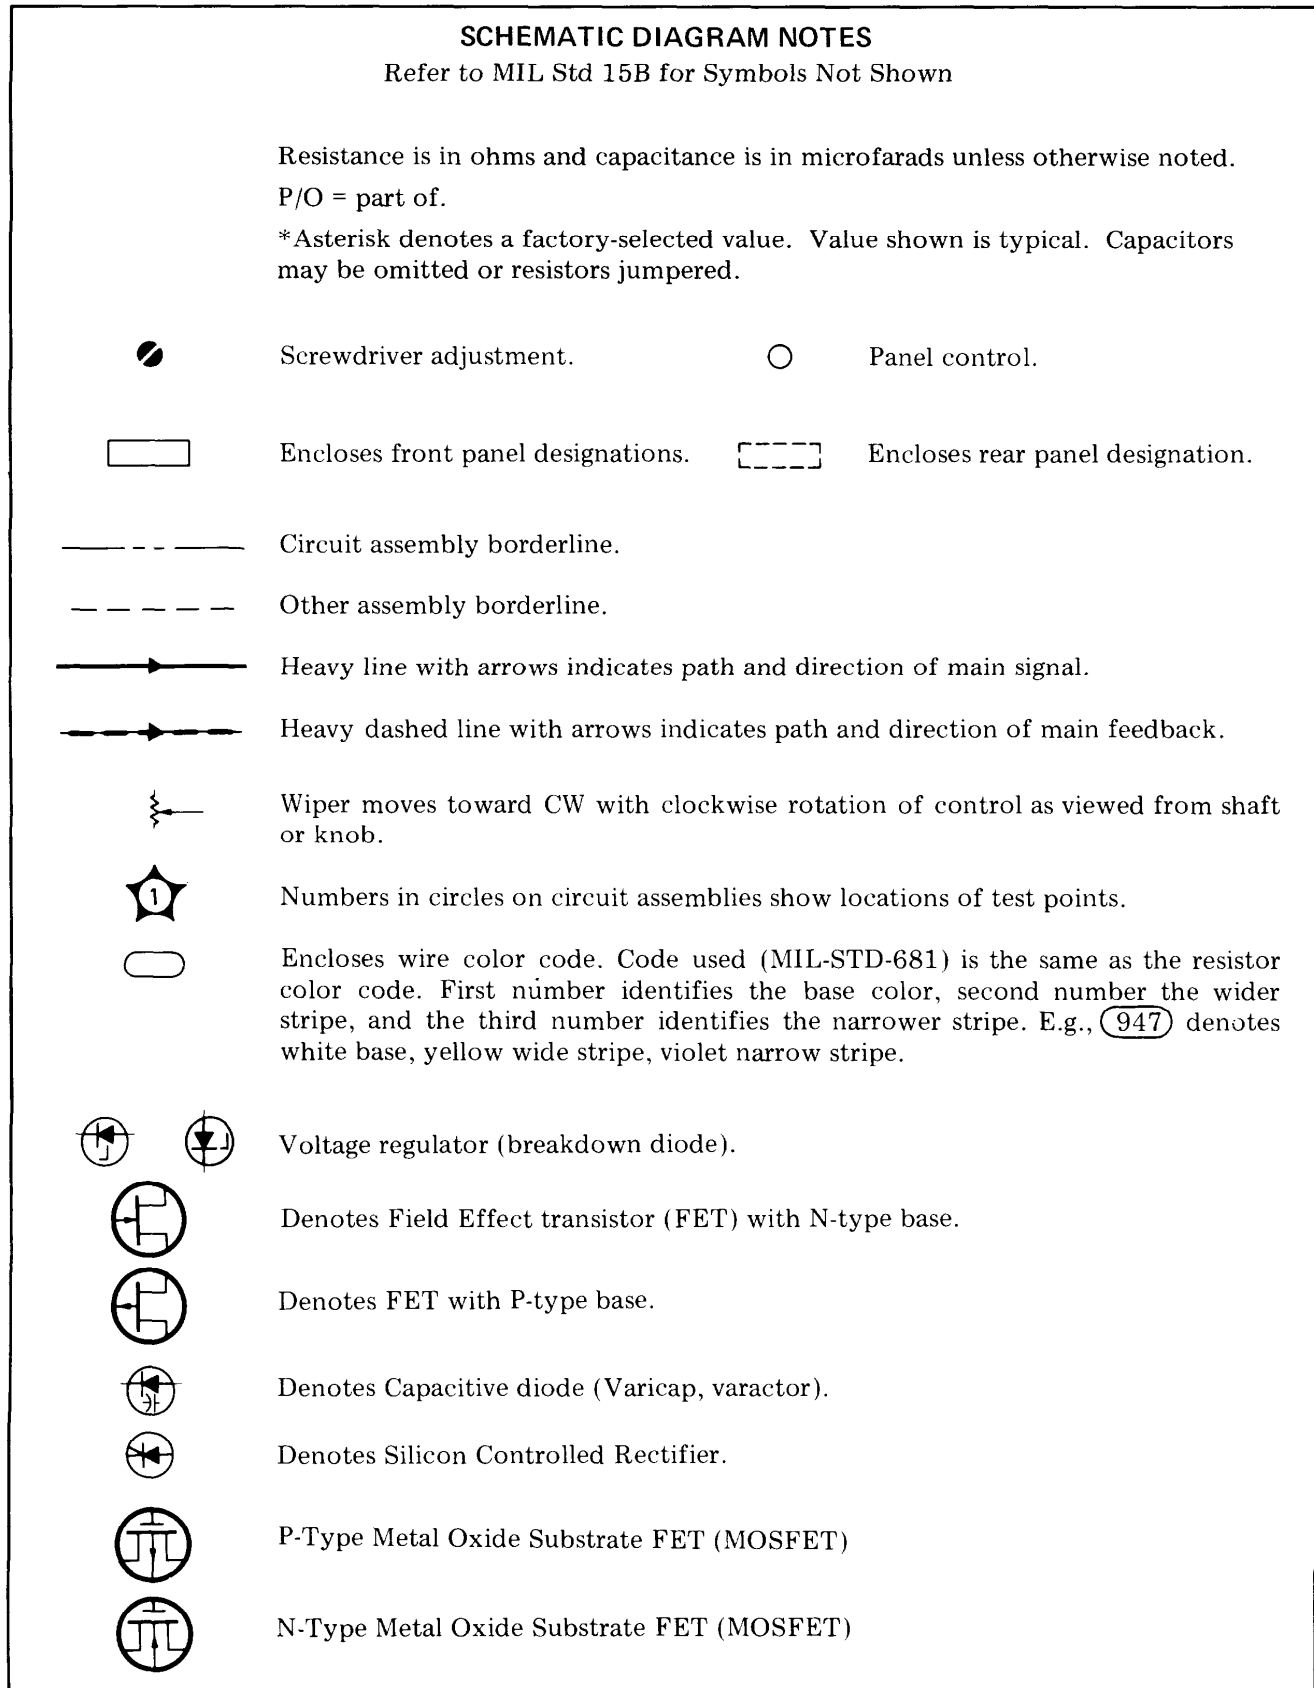 SCHEMATIC DIAGRAM NOTES
Refer to MIL Std 15B for Symbols Not Shown
Resistance is in ohms and capacitance is in microfarads unless otherwise noted.
P/O = part of.
*Asterisk denotes a factory-selected value. Value shown is typical. Capacitors
may be omitted or resistors jumpered.
Screwdriver adjustment.
Panel control.
Encloses front panel designations.
Encloses rear panel designation.
Circuit assembly borderline.
Other assembly borderline.
Heavy line with arrows indicates path and direction of main signal.
Heavy dashed line with arrows indicates path and direction of main feedback.
Wiper moves toward CW with clockwise rotation of control as viewed from shaft
or knob.
1
Numbers in circles on circuit assemblies show locations of test points.
Encloses wire color code. Code used (MIL-STD-681) is the same as the resistor
color code. First number identifies the base color, second number the wider
stripe, and the third number identifies the narrower stripe. E.g., 947 denotes
white base, yellow wide stripe, violet narrow stripe.
Voltage regulator (breakdown diode).
Denotes Field Effect transistor (FET) with N-type base.
Denotes FET with P-type base.
Denotes Capacitive diode (Varicap, varactor).
Denotes Silicon Controlled Rectifier.
P-Type Metal Oxide Substrate FET (MOSFET)
N-Type Metal Oxide Substrate FET (MOSFET)